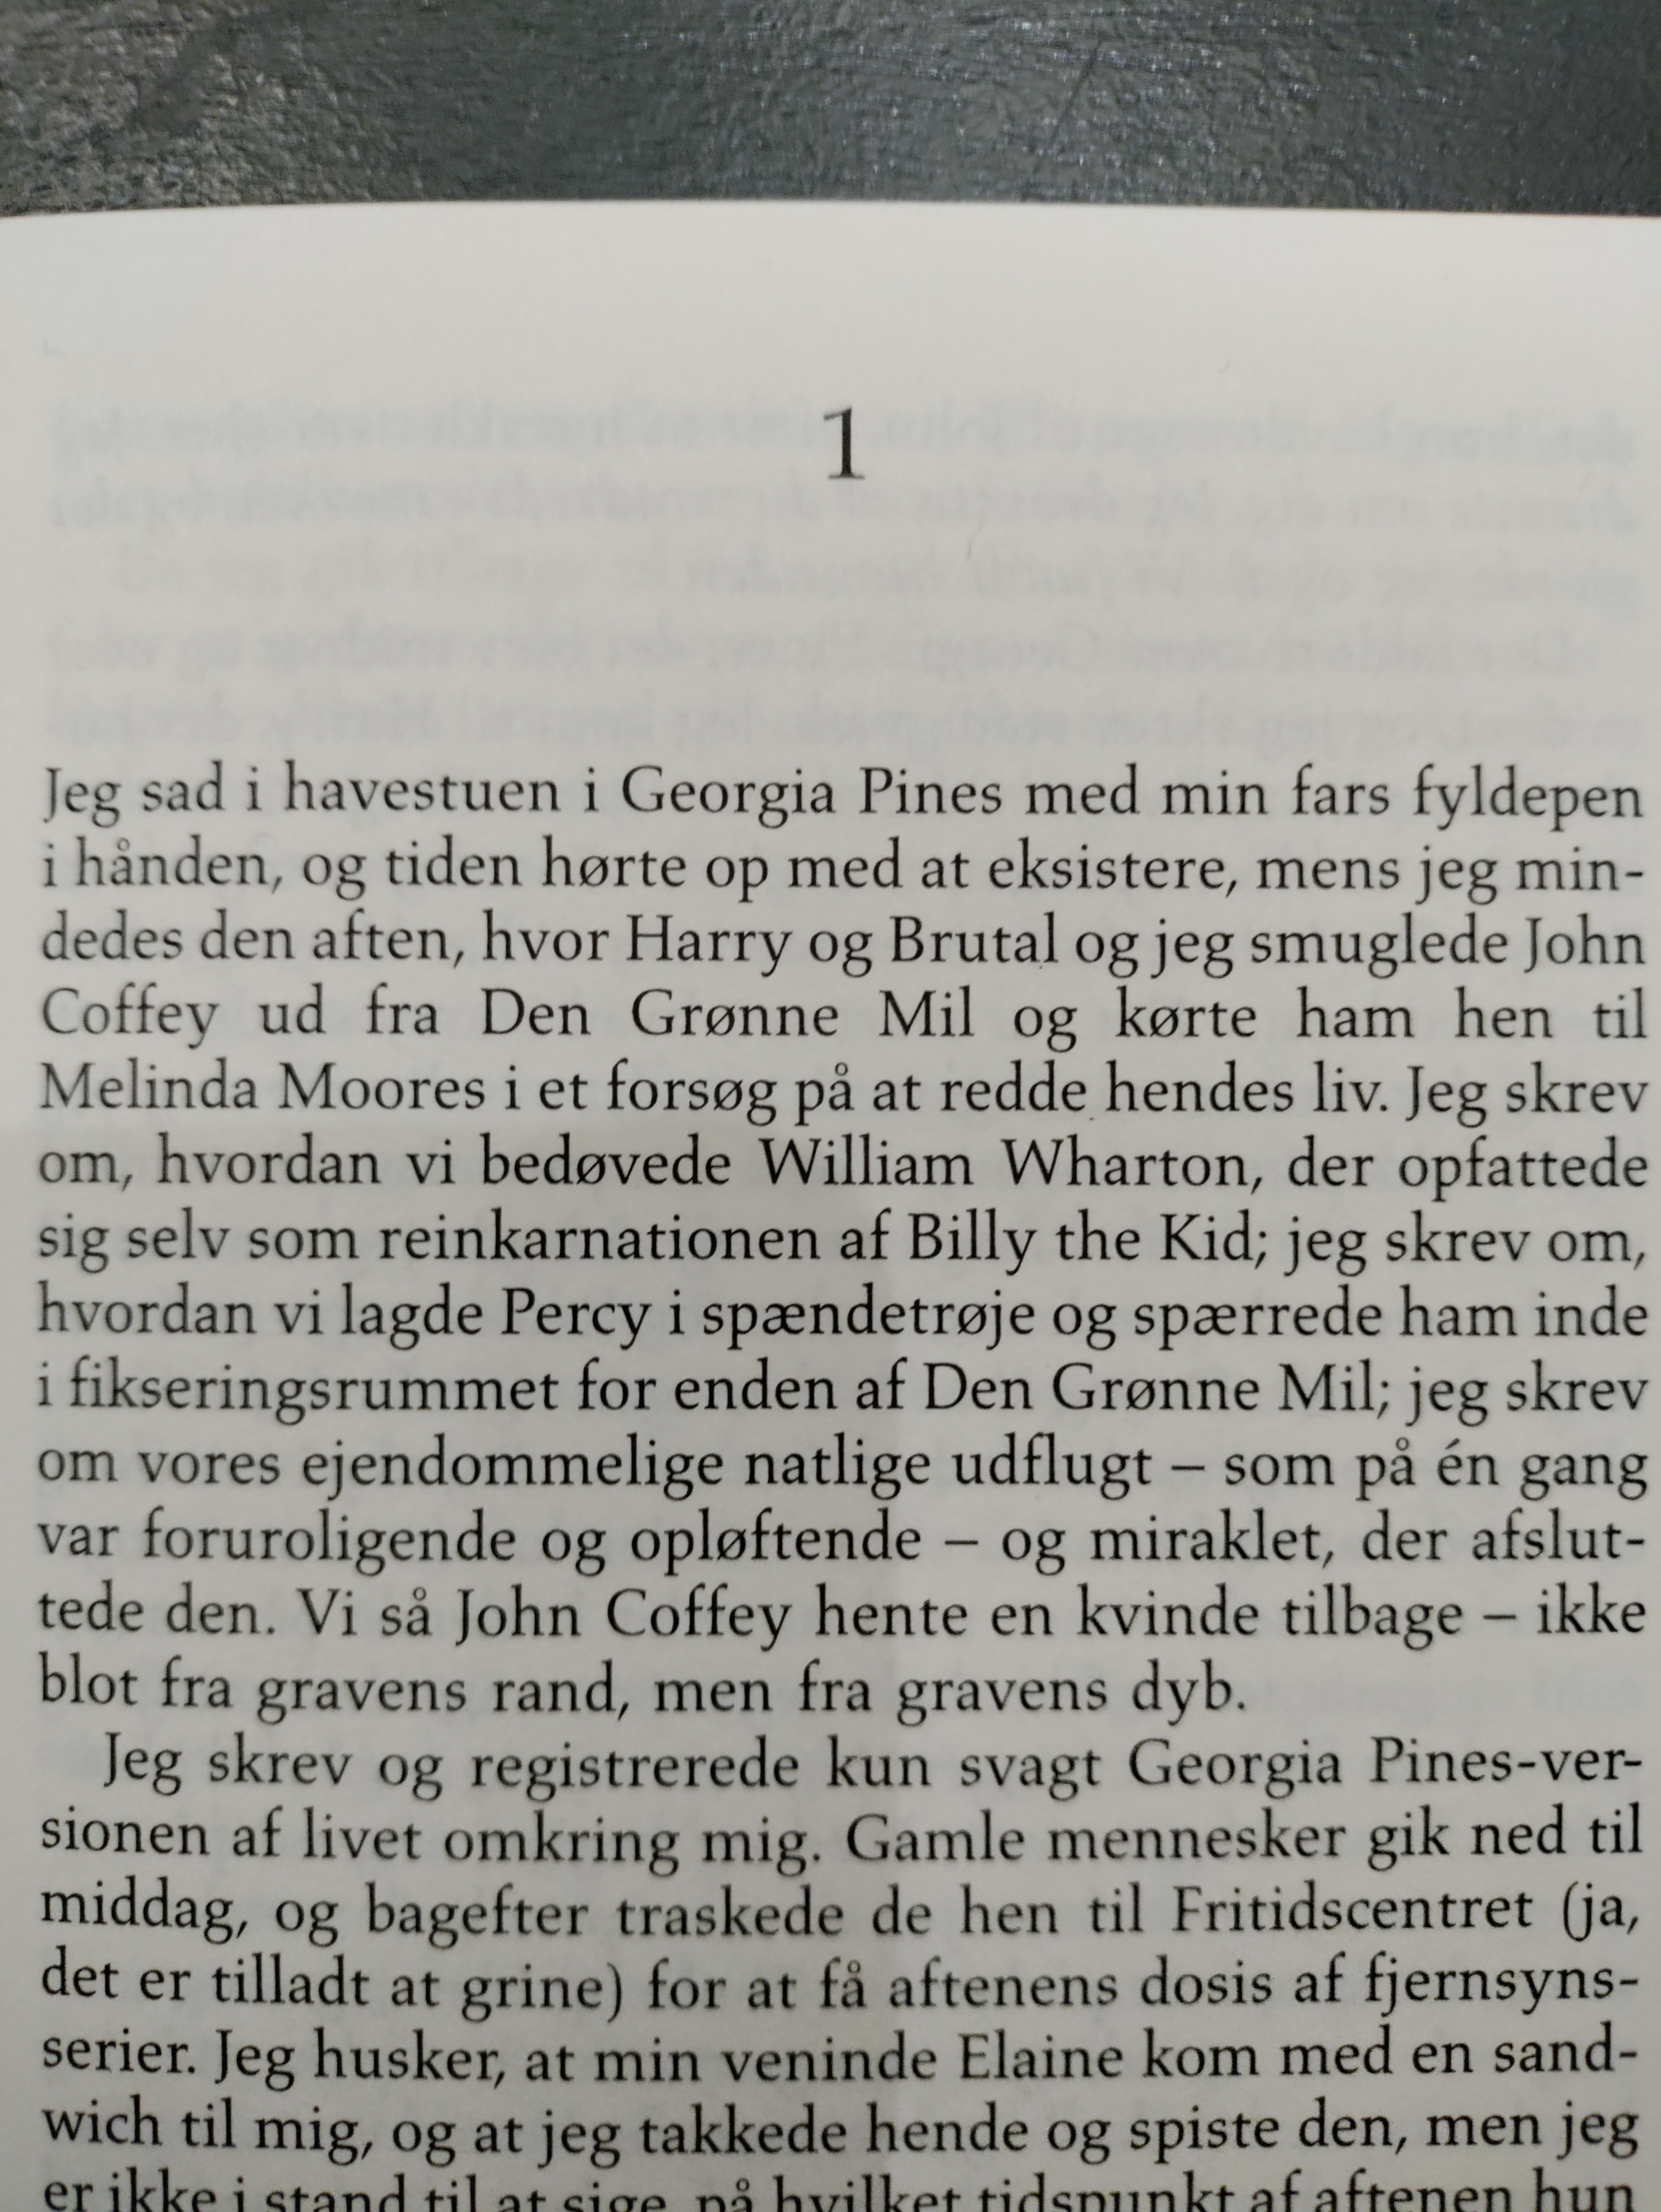 1
Jeg sad i havestuen i Georgia Pines med min fars fyldepen
i hånden, og tiden hørte op med at eksistere, mens jeg min-
dedes den aften, hvor Harry og Brutal og jeg smuglede John
Coffey ud fra Den Grønne Mil og kørte ham hen til
Melinda Moores i et forsøg på at redde hendes liv. Jeg skrev
om, hvordan vi bedøvede William Wharton, der opfattede
sig selv som reinkarnationen af Billy the Kid; jeg skrev om,
hvordan vi lagde Percy i spændetrøje og spærrede ham inde
i fikseringsrummet for enden af Den Grønne Mil; jeg skrev
om vores ejendommelige natlige udflugt – som på én gang
var foruroligende og opløftende – og miraklet, der afslut-
tede den. Vi så John Coffey hente en kvinde tilbage – ikke
blot fra gravens rand, men fra gravens dyb.
Jeg skrev og registrerede kun svagt Georgia Pines-ver-
sionen af livet omkring mig. Gamle mennesker gik ned til
middag, og bagefter traskede de hen til Fritidscentret (ja,
det er tilladt at grine) for at få aftenens dosis af fjernsyns-
serier. Jeg husker, at min veninde Elaine kom med en sand-
wich til mig, og at jeg takkede hende og spiste den, men jeg
er ikke i stand til at sige, på hvilket tidspunkt af aftenen hun